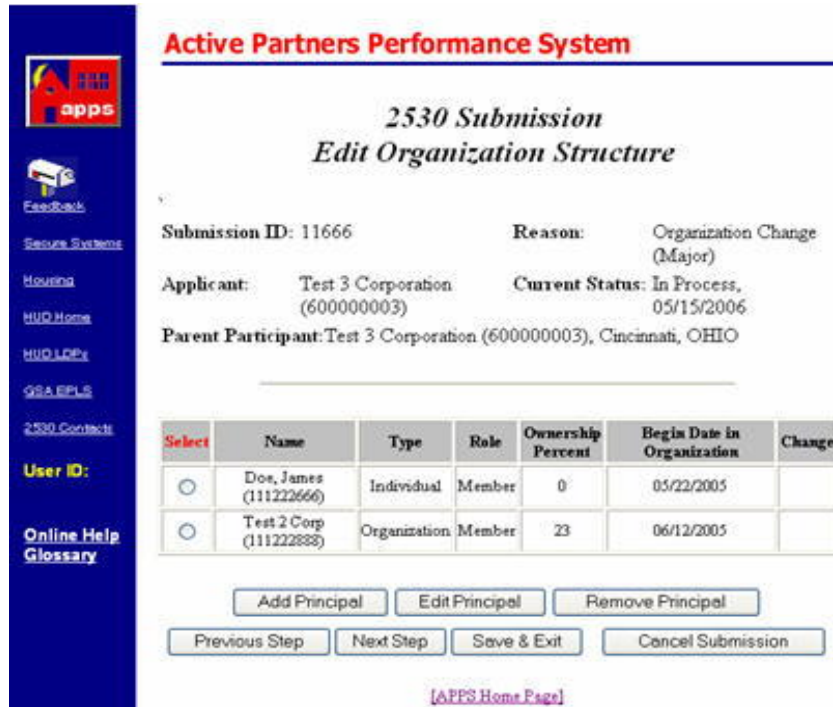 Active Partners Performance System
apps
2530 Submission
Edit Organization Structure
Feedback
Secure Systems
Housing
HUD Home
HUD LDPs
GSA EPLS
2530 Contacts
User ID:
Online Help
Glossary
Submission ID: 11666 Reason: Organization Change
(Major)
Applicant: Test 3 Corporation Current Status: In Process,
(600000003) 05/15/2006
Parent Participant:Test 3 Corporation (600000003), Cincinnati, OHIO
Select Name Type Role Ownership Percent Begin Date in Organization Change
Doe, James (111222666) Individual Member 0 05/22/2005
Test 2 Corp (111222888) Organization Member 23 06/12/2005
Add Principal Edit Principal Remove Principal
Previous Step Next Step Save & Exit Cancel Submission
[APPS Home Page]